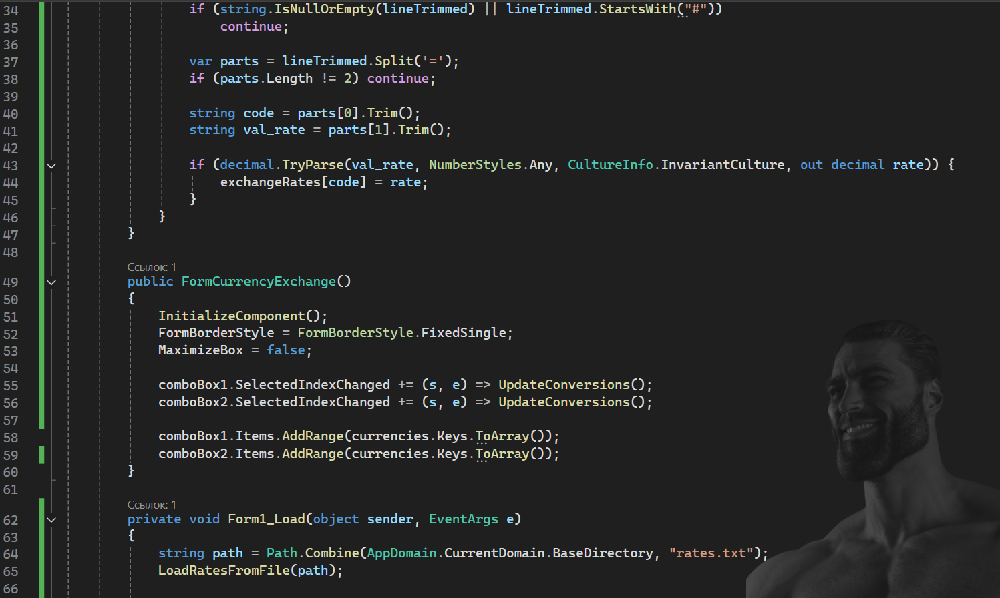 34 if (string.IsNullOrEmpty(lineTrimmed) || lineTrimmed.StartsWith("#"))
35 continue;
36
37 var parts = lineTrimmed.Split('=');
38 if (parts.Length != 2) continue;
39
40 string code = parts[0].Trim();
41 string val_rate = parts[1].Trim();
42
43 if (decimal.TryParse(val_rate, NumberStyles.Any, CultureInfo.InvariantCulture, out decimal rate)) {
44 exchangeRates[code] = rate;
45 }
46 }
47 }
48
Ссылок: 1
49 public FormCurrencyExchange()
50 {
51 InitializeComponent();
52 FormBorderStyle = FormBorderStyle.FixedSingle;
53 MaximizeBox = false;
54
55 comboBox1.SelectedIndexChanged += (s, e) => UpdateConversions();
56 comboBox2.SelectedIndexChanged += (s, e) => UpdateConversions();
57
58 comboBox1.Items.AddRange(currencies.Keys.ToArray());
59 comboBox2.Items.AddRange(currencies.Keys.ToArray());
60 }
61
Ссылок: 1
62 private void Form1_Load(object sender, EventArgs e)
63 {
64 string path = Path.Combine(AppDomain.CurrentDomain.BaseDirectory, "rates.txt");
65 LoadRatesFromFile(path);
66